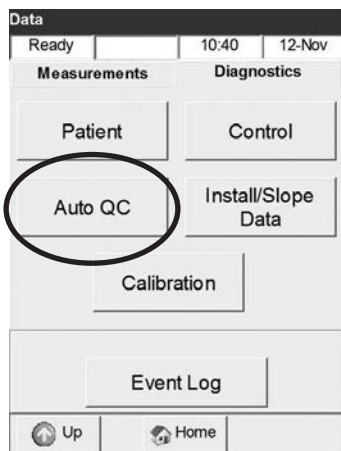 Data
Ready 10:40 12-Nov
Measurements Diagnostics
Patient Control
Auto QC Install/Slope
Data
Calibration
Event Log
Up Home